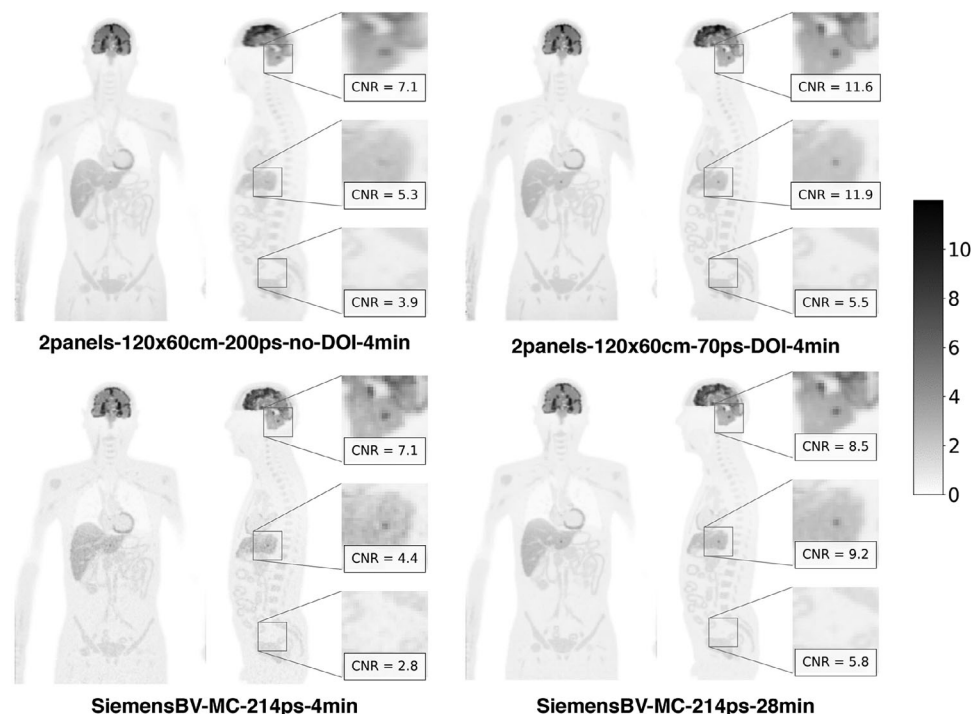 CNR = 7.1
CNR = 5.3
CNR = 3.9
2panels-120x60cm-200ps-no-DOI-4min
CNR = 11.6
CNR = 11.9
CNR = 5.5
2panels-120x60cm-70ps-DOI-4min
CNR = 7.1
CNR = 4.4
CNR = 2.8
SiemensBV-MC-214ps-4min
CNR = 8.5
CNR = 9.2
CNR = 5.8
SiemensBV-MC-214ps-28min
10
8
6
4
2
0